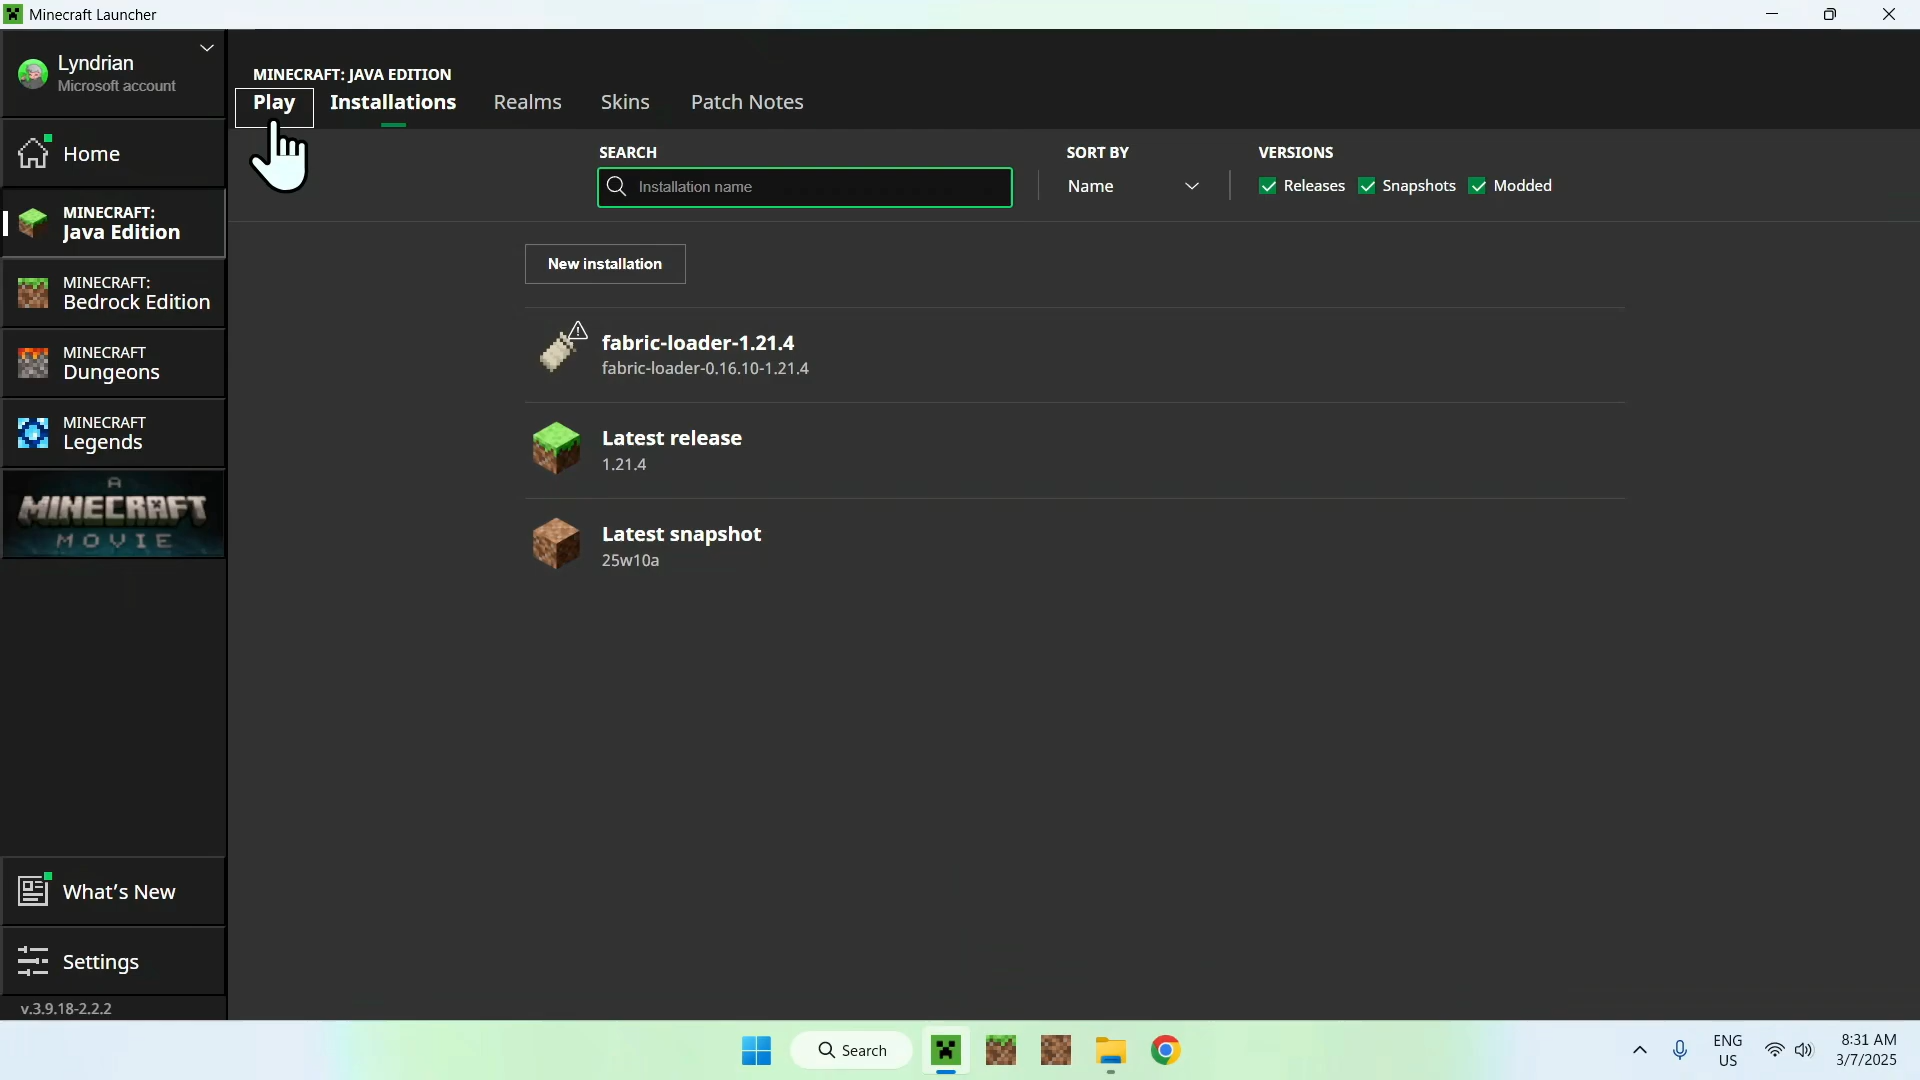 Minecraft Launcher
Lyndrian
Microsoft account
Home
MINECRAFT:
Java Edition
MINECRAFT:
Bedrock Edition
MINECRAFT
Dungeons
MINECRAFT
Legends
A
MINECRAFT
MOVIE
What's New
Settings
v.3.9.18-2.2.2
MINECRAFT: JAVA EDITION
Play Installations Realms Skins Patch Notes
SEARCH
Installation name
SORT BY
Name
VERSIONS
Releases Snapshots Modded
New installation
fabric-loader-1.21.4
fabric-loader-0.16.10-1.21.4
Latest release
1.21.4
Latest snapshot
25w10a
Search
ENG
US
8:31 AM
3/7/2025